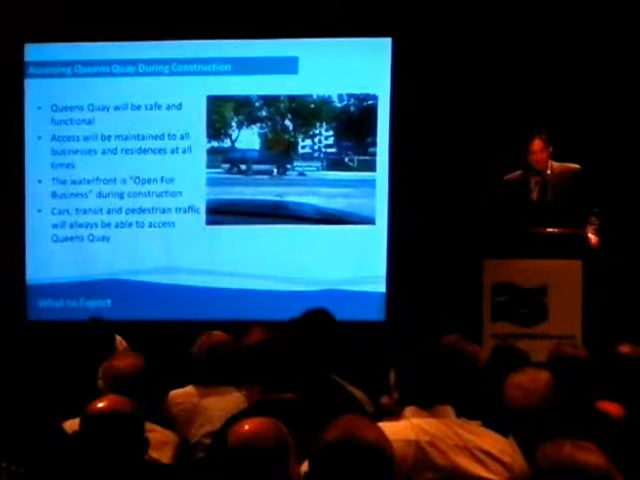 Accessing Queens Quay During Construction
• Queens Quay will be safe and
functional
• Access will be maintained to all
businesses and residences at all
times
• The waterfront is "Open For
Business" during construction
• Cars, transit and pedestrian traffic
will always be able to access
Queens Quay
What to Expect